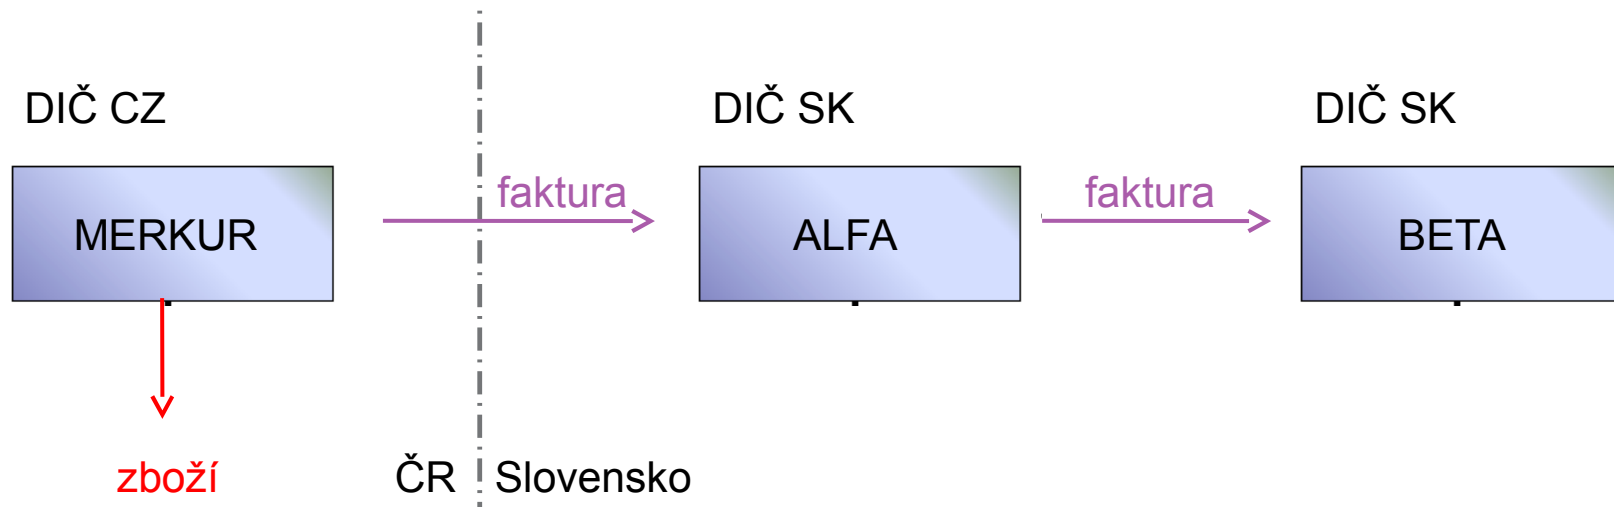 DIČ CZ
DIČ SK
DIČ SK
MERKUR
faktura
ALFA
faktura
BETA
zboží
ČR
Slovensko